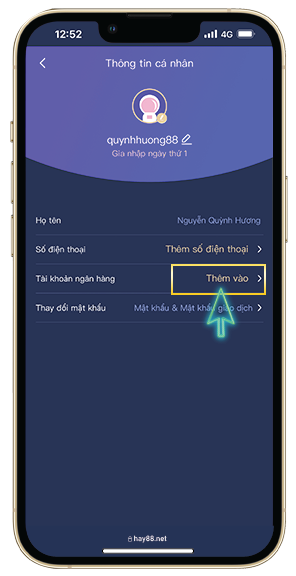 12:52
4G
Thông tin cá nhân
quynhhuong88
Gia nhập ngày thứ 1
Họ tên Nguyễn Quỳnh Hương
Số điện thoại Thêm số điện thoại
Tài khoản ngân hàng Thêm vào
Thay đổi mật khẩu Mật khẩu & Mật khẩu giao dịch
hay88.net